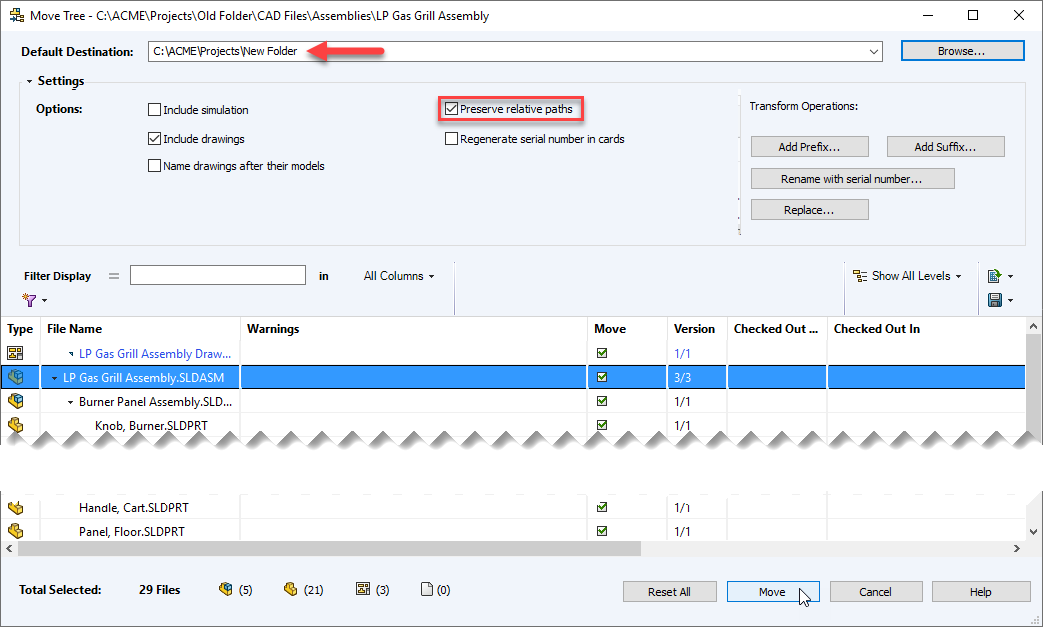 Move Tree - C:\ACME\Projects\Old Folder\CAD Files\Assemblies\LP Gas Grill Assembly
Default Destination: C:\ACME\Projects\New Folder Browse...
Settings
Options: Include simulation Preserve relative paths Transform Operations:
Include drawings Regenerate serial number in cards Add Prefix... Add Suffix...
Name drawings after their models
Rename with serial number...
Replace...
Filter Display = in All Columns Show All Levels
Type File Name Warnings Move Version Checked Out ... Checked Out In
LP Gas Grill Assembly Draw... 1/1
LP Gas Grill Assembly.SLDASM 3/3
Burner Panel Assembly.SLD... 1/1
Knob, Burner.SLDPRT 1/1
Handle, Cart.SLDPRT 1/1
Panel, Floor.SLDPRT 1/1
Total Selected: 29 Files (5) (21) (3) (0) Reset All Move Cancel Help